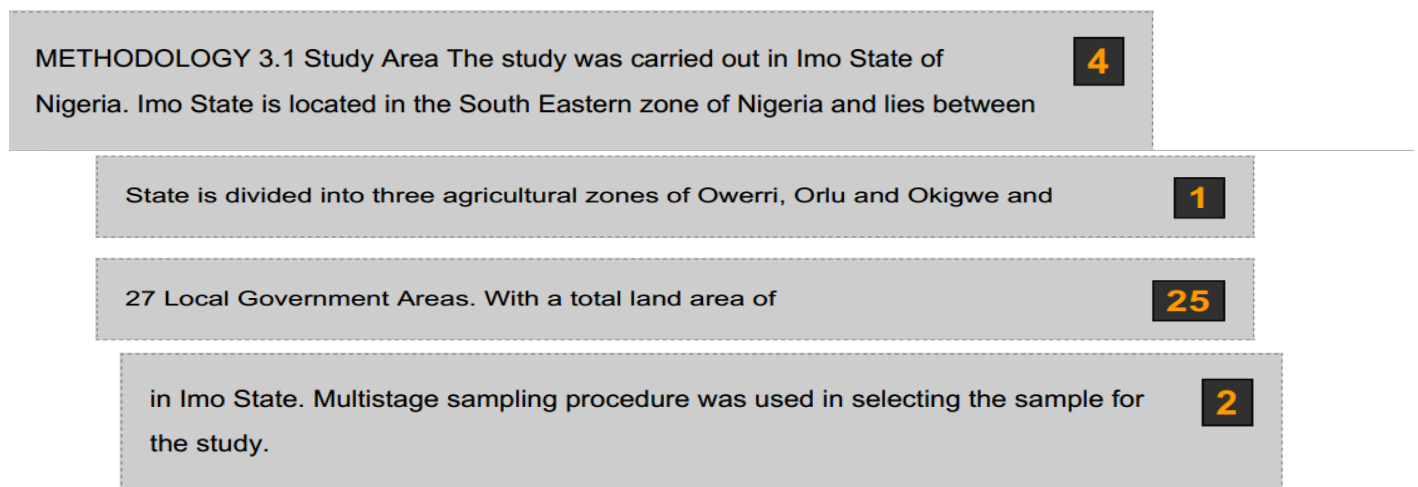 METHODOLOGY 3.1 Study Area The study was carried out in Imo State of
4
Nigeria. Imo State is located in the South Eastern zone of Nigeria and lies between
State is divided into three agricultural zones of Owerri, Orlu and Okigwe and
1
27 Local Government Areas. With a total land area of
25
in Imo State. Multistage sampling procedure was used in selecting the sample for
2
the study.